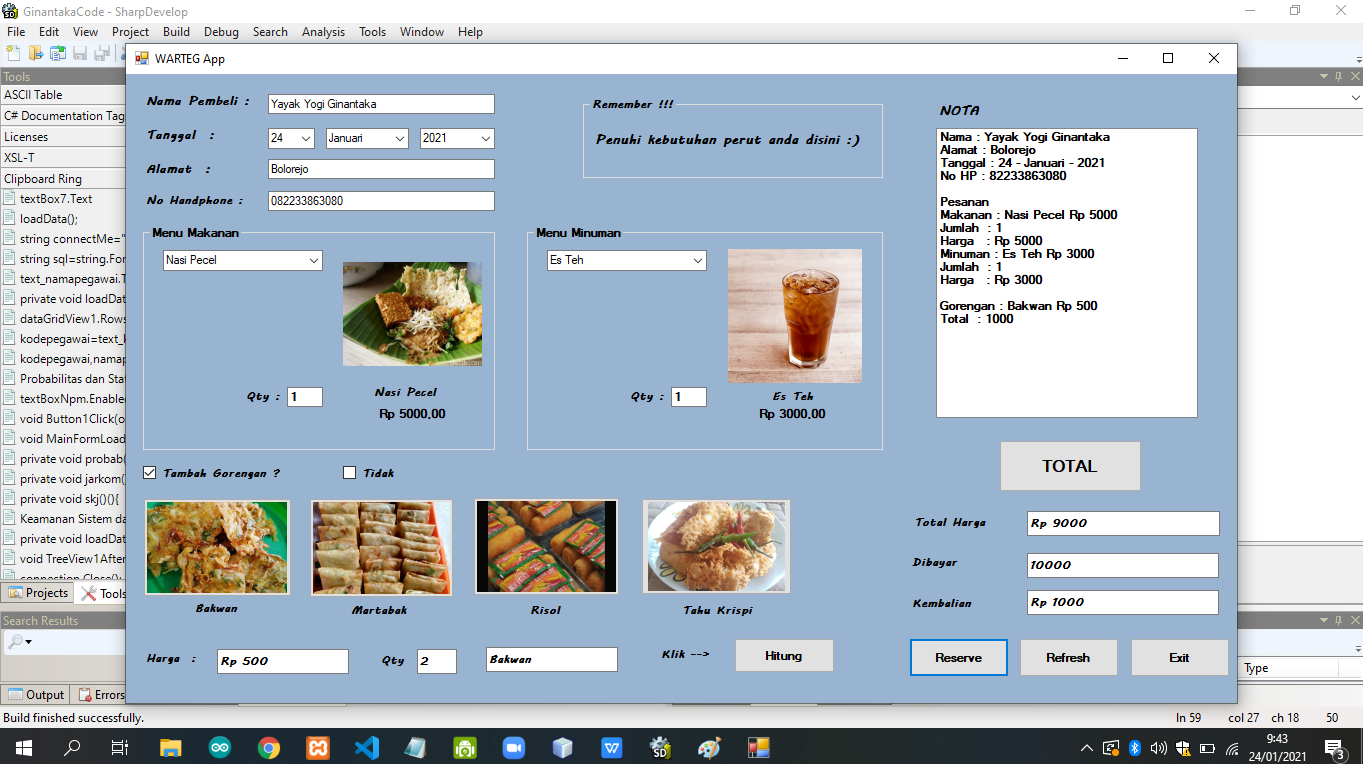 GinantakaCode - SharpDevelop
File Edit View Project Build Debug Search Analysis Tools Window Help
Tools
ASCII Table
C# Documentation Tag
Licenses
XSL-T
Clipboard Ring
textBox7.Text
loadData();
string connectMe="
string sql=string.For
text_namapegawai.T
private void loadDat
dataGridView1.Rows
kodepegawai=text_k
kodepegawai,namap
Probabilitas dan Stat
textBoxNpm.Enabled
void Button1Click(o
void MainFormLoad
private void probab(
private void jarkom(
private void skj(){
Keamanan Sistem da
private void loadDat
void TreeView1After
connection.Close();
Projects Tools
Search Results
Output Errors
Build finished successfully.
WARTEG App
Nama Pembeli : Yayak Yogi Ginantaka
Tanggal : 24 Januari 2021
Alamat : Bolorejo
No Handphone : 082233863080
Remember !!!
Penuhi kebutuhan perut anda disini :)
Menu Makanan
Nasi Pecel
Qty : 1
Nasi Pecel
Rp 5000,00
Menu Minuman
Es Teh
Qty : 1
Es Teh
Rp 3000,00
Tambah Gorengan ? Tidak
Bakwan Martabak Risol Tahu Krispi
Harga : Rp 500 Qty 2 Bakwan Klik --> Hitung
NOTA
Nama : Yayak Yogi Ginantaka
Alamat : Bolorejo
Tanggal : 24 - Januari - 2021
No HP : 82233863080
Pesanan
Makanan : Nasi Pecel Rp 5000
Jumlah : 1
Harga : Rp 5000
Minuman : Es Teh Rp 3000
Jumlah : 1
Harga : Rp 3000
Gorengan : Bakwan Rp 500
Total : 1000
TOTAL
Total Harga Rp 9000
Dibayar 10000
Kembalian Rp 1000
Reserve Refresh Exit
Type
ln 59 col 27 ch 18 50
9:43
24/01/2021
3